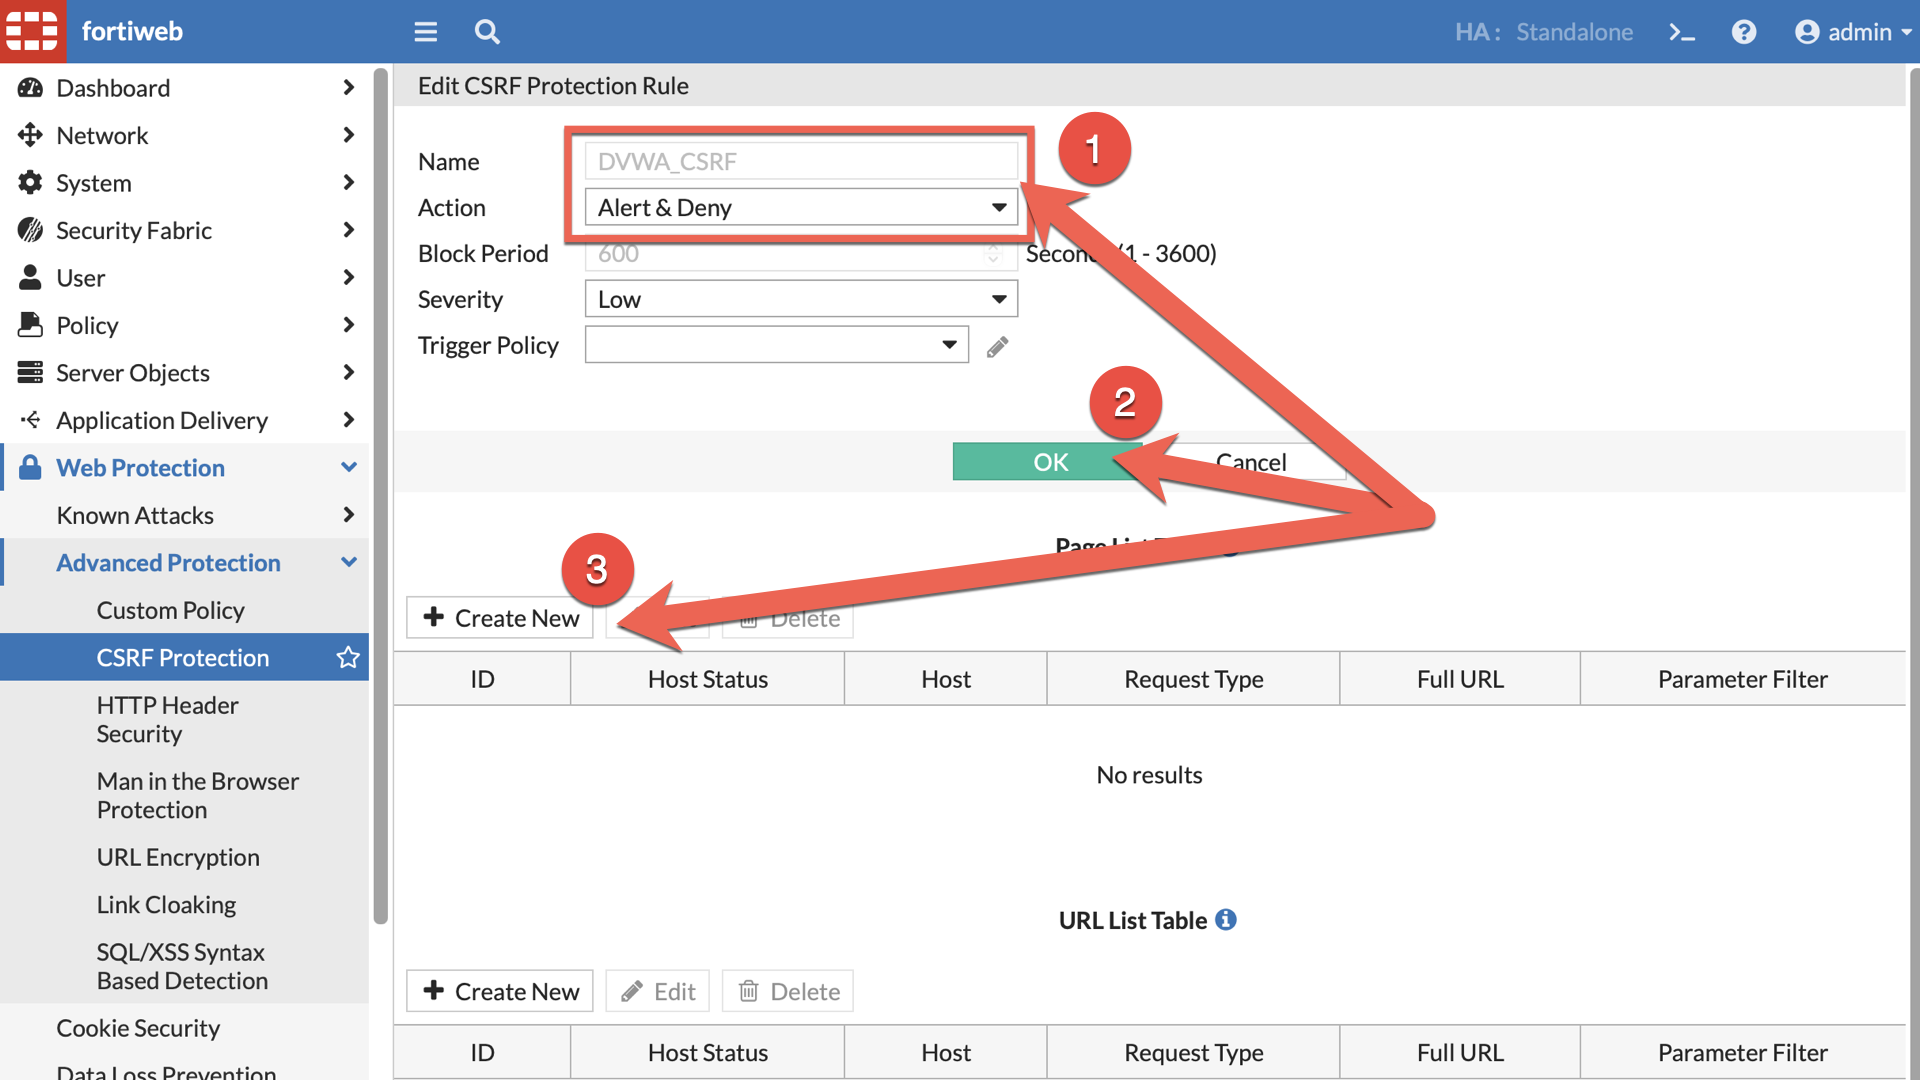 fortiweb
HA: Standalone
admin
Dashboard
Network
System
Security Fabric
User
Policy
Server Objects
Application Delivery
Web Protection
Known Attacks
Advanced Protection
Custom Policy
CSRF Protection
HTTP Header
Security
Man in the Browser
Protection
URL Encryption
Link Cloaking
SQL/XSS Syntax
Based Detection
Cookie Security
Data Loss Prevention
Edit CSRF Protection Rule
Name DVWA_CSRF
1
Action Alert & Deny
Block Period 600 (1 - 3600)
Severity Low
Trigger Policy
2
OK Cancel
Page List
3
Create New Delete
ID Host Status Host Request Type Full URL Parameter Filter
No results
URL List Table
Create New Edit Delete
ID Host Status Host Request Type Full URL Parameter Filter